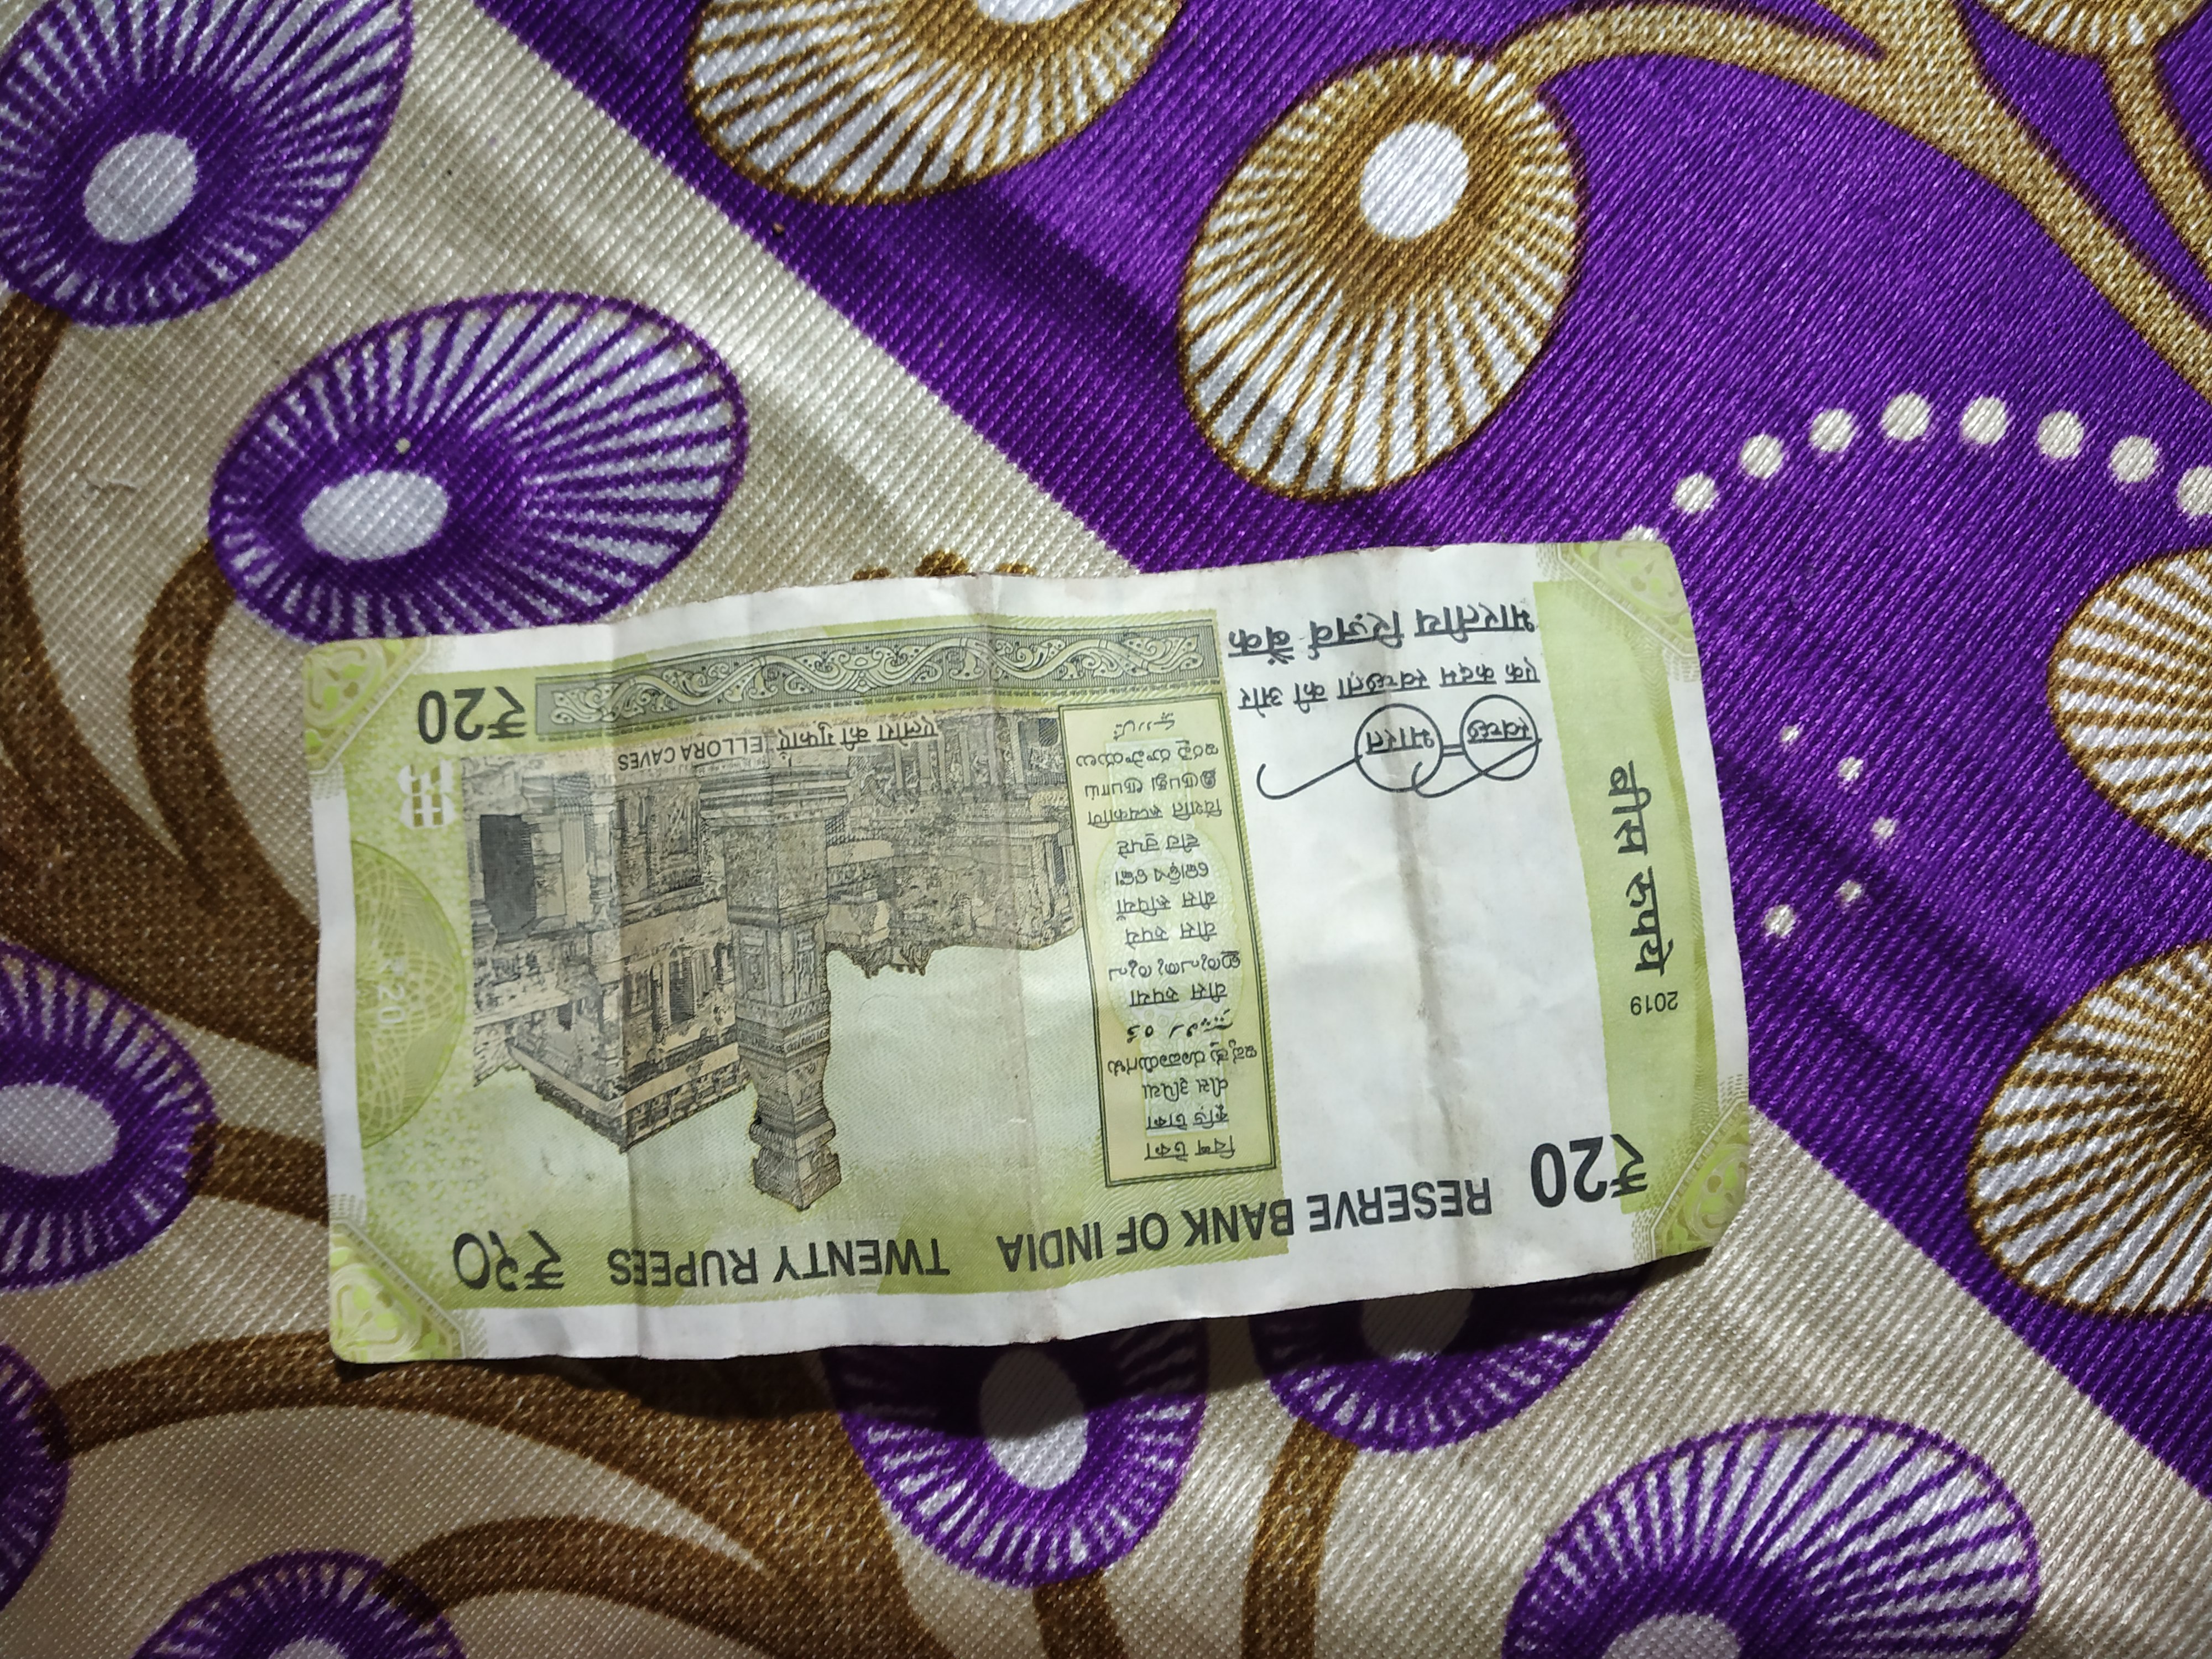 RESERVE BANK OF INDIA TWENTY RUPEES ₹२०
₹20
2019
बीस रुपये
বিশ টকা
কুড়ি টাকা
વીસ રૂપિયા
ಇಪ್ಪತ್ತು ರೂಪಾಯಿಗಳು
वीस रुपया
ഇരുപതു രൂപ
वीस रुपये
बीस रूपियाँ
କୋଡ଼ିଏ ଟଙ୍କା
ਵੀਹ ਰੁਪਏ
विंशती रूप्यकाणि
இருபது ரூபாய்
ఇరవై రూపాయలు
بیس روپے
स्वच्छ भारत
एक कदम स्वच्छता की ओर
भारतीय रिज़र्व बैंक
एलोरा की गुफाएँ ELLORA CAVES
₹20
₹20